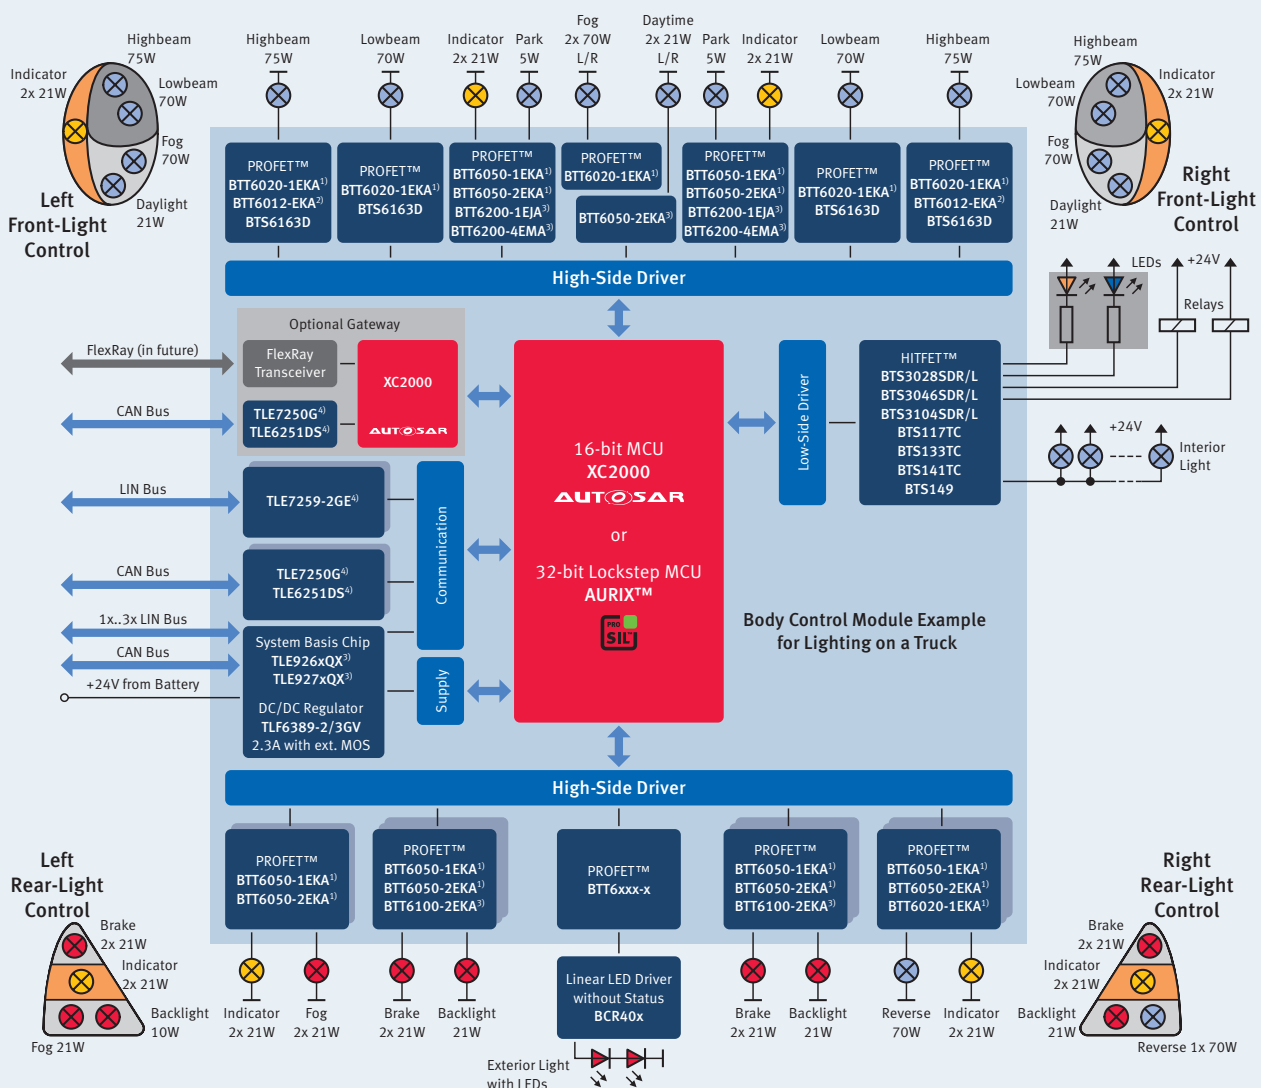 Highbeam
75W
Indicator
2x 21W
Lowbeam
70W
Fog
70W
Daylight
21W
Left
Front-Light
Control
Highbeam
75W
Lowbeam
70W
Indicator
2x 21W
Park
5W
Fog
2x 70W
L/R
Daytime
2x 21W
L/R
Park
5W
Indicator
2x 21W
Lowbeam
70W
Highbeam
75W
Highbeam
75W
Lowbeam
70W
Indicator
2x 21W
Fog
70W
Daylight
21W
Right
Front-Light
Control
PROFET™
BTT6020-1EKA1)
BTT6012-EKA2)
BTS6163D
PROFET™
BTT6020-1EKA1)
BTS6163D
PROFET™
BTT6050-1EKA1)
BTT6050-2EKA1)
BTT6200-1EJA3)
BTT6200-4EMA3)
PROFET™
BTT6020-1EKA1)
BTT6050-2EKA3)
PROFET™
BTT6050-1EKA1)
BTT6050-2EKA1)
BTT6200-1EJA3)
BTT6200-4EMA3)
PROFET™
BTT6020-1EKA1)
BTS6163D
PROFET™
BTT6020-1EKA1)
BTT6012-EKA2)
BTS6163D
High-Side Driver
LEDs
+24V
Relays
Optional Gateway
FlexRay (in future)
FlexRay
Transceiver
XC2000
AUTOSAR
CAN Bus
TLE7250G4)
TLE6251DS4)
LIN Bus
TLE7259-2GE4)
CAN Bus
TLE7250G4)
TLE6251DS4)
Communication
1x..3x LIN Bus
CAN Bus
+24V from Battery
System Basis Chip
TLE926xQX3)
TLE927xQX3)
DC/DC Regulator
TLF6389-2/3GV
2.3A with ext. MOS
Supply
16-bit MCU
XC2000
AUTOSAR
or
32-bit Lockstep MCU
AURIX™
PRO
SIL™
Low-Side Driver
HITFET™
BTS3028SDR/L
BTS3046SDR/L
BTS3104SDR/L
BTS117TC
BTS133TC
BTS141TC
BTS149
+24V
Interior
Light
Body Control Module Example
for Lighting on a Truck
High-Side Driver
PROFET™
BTT6050-1EKA1)
BTT6050-2EKA1)
PROFET™
BTT6050-1EKA1)
BTT6050-2EKA1)
BTT6100-2EKA3)
PROFET™
BTT6xxx-x
PROFET™
BTT6050-1EKA1)
BTT6050-2EKA1)
BTT6100-2EKA3)
PROFET™
BTT6050-1EKA1)
BTT6050-2EKA1)
BTT6020-1EKA1)
Left
Rear-Light
Control
Brake
2x 21W
Indicator
2x 21W
Backlight
10W
Fog 21W
Indicator
2x 21W
Fog
2x 21W
Brake
2x 21W
Backlight
21W
Linear LED Driver
without Status
BCR40x
Exterior Light
with LEDs
Brake
2x 21W
Backlight
21W
Reverse
70W
Indicator
2x 21W
Right
Rear-Light
Control
Brake
2x 21W
Indicator
2x 21W
Backlight
21W
Reverse 1x 70W